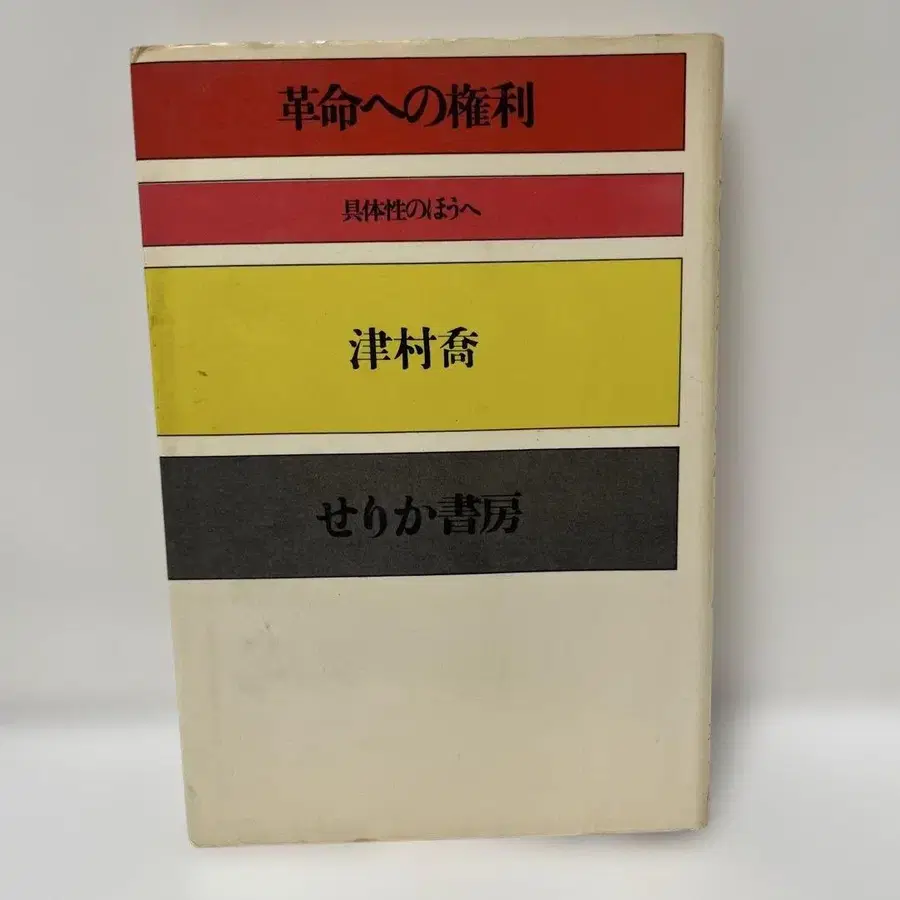 革命への権利
具体性のほうへ
津村喬
せりか書房